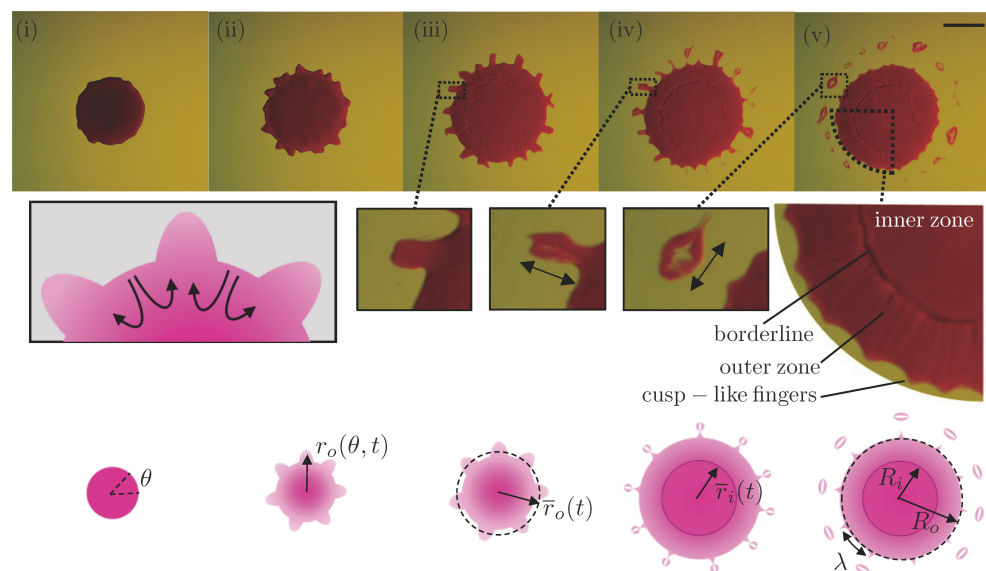 (i)
(ii)
(iii)
(iv)
(v)
inner zone
borderline
outer zone
cusp – like fingers
θ
r_o(θ, t)
r̅_o(t)
r̅_i(t)
R_i
R_o
λ